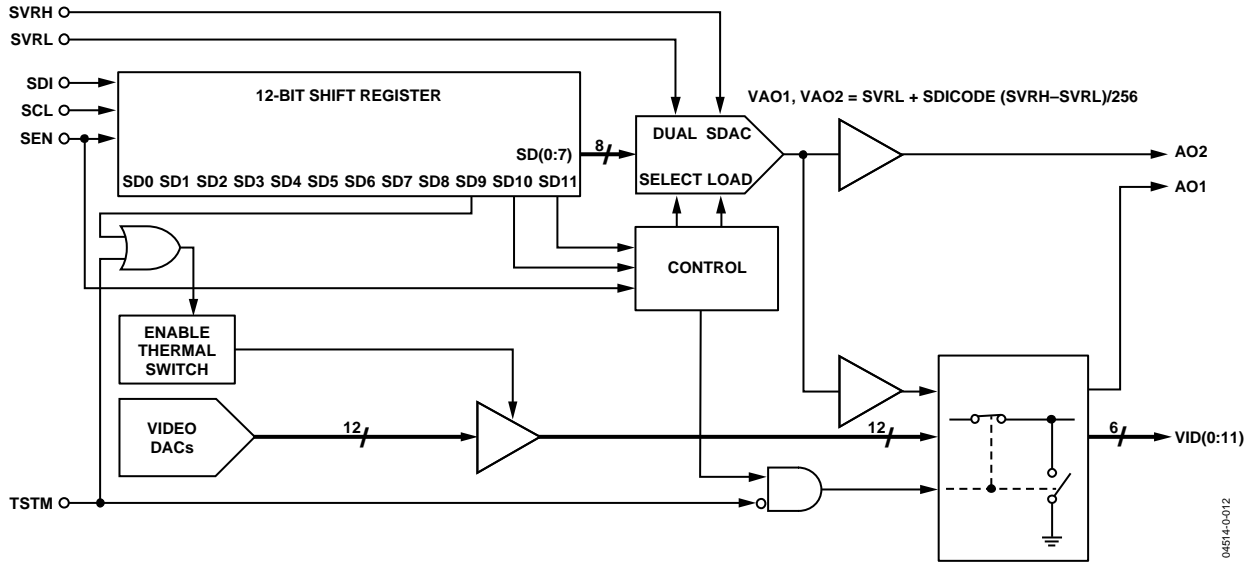 SVRH
SVRL
SDI
SCL
SEN
12-BIT SHIFT REGISTER
SD(0:7)
SD0 SD1 SD2 SD3 SD4 SD5 SD6 SD7 SD8 SD9 SD10 SD11
8
DUAL SDAC
SELECT LOAD
VAO1, VAO2 = SVRL + SDICODE (SVRH–SVRL)/256
AO2
AO1
CONTROL
ENABLE
THERMAL
SWITCH
VIDEO
DACs
12
12
6
VID(0:11)
TSTM
04514-0-012